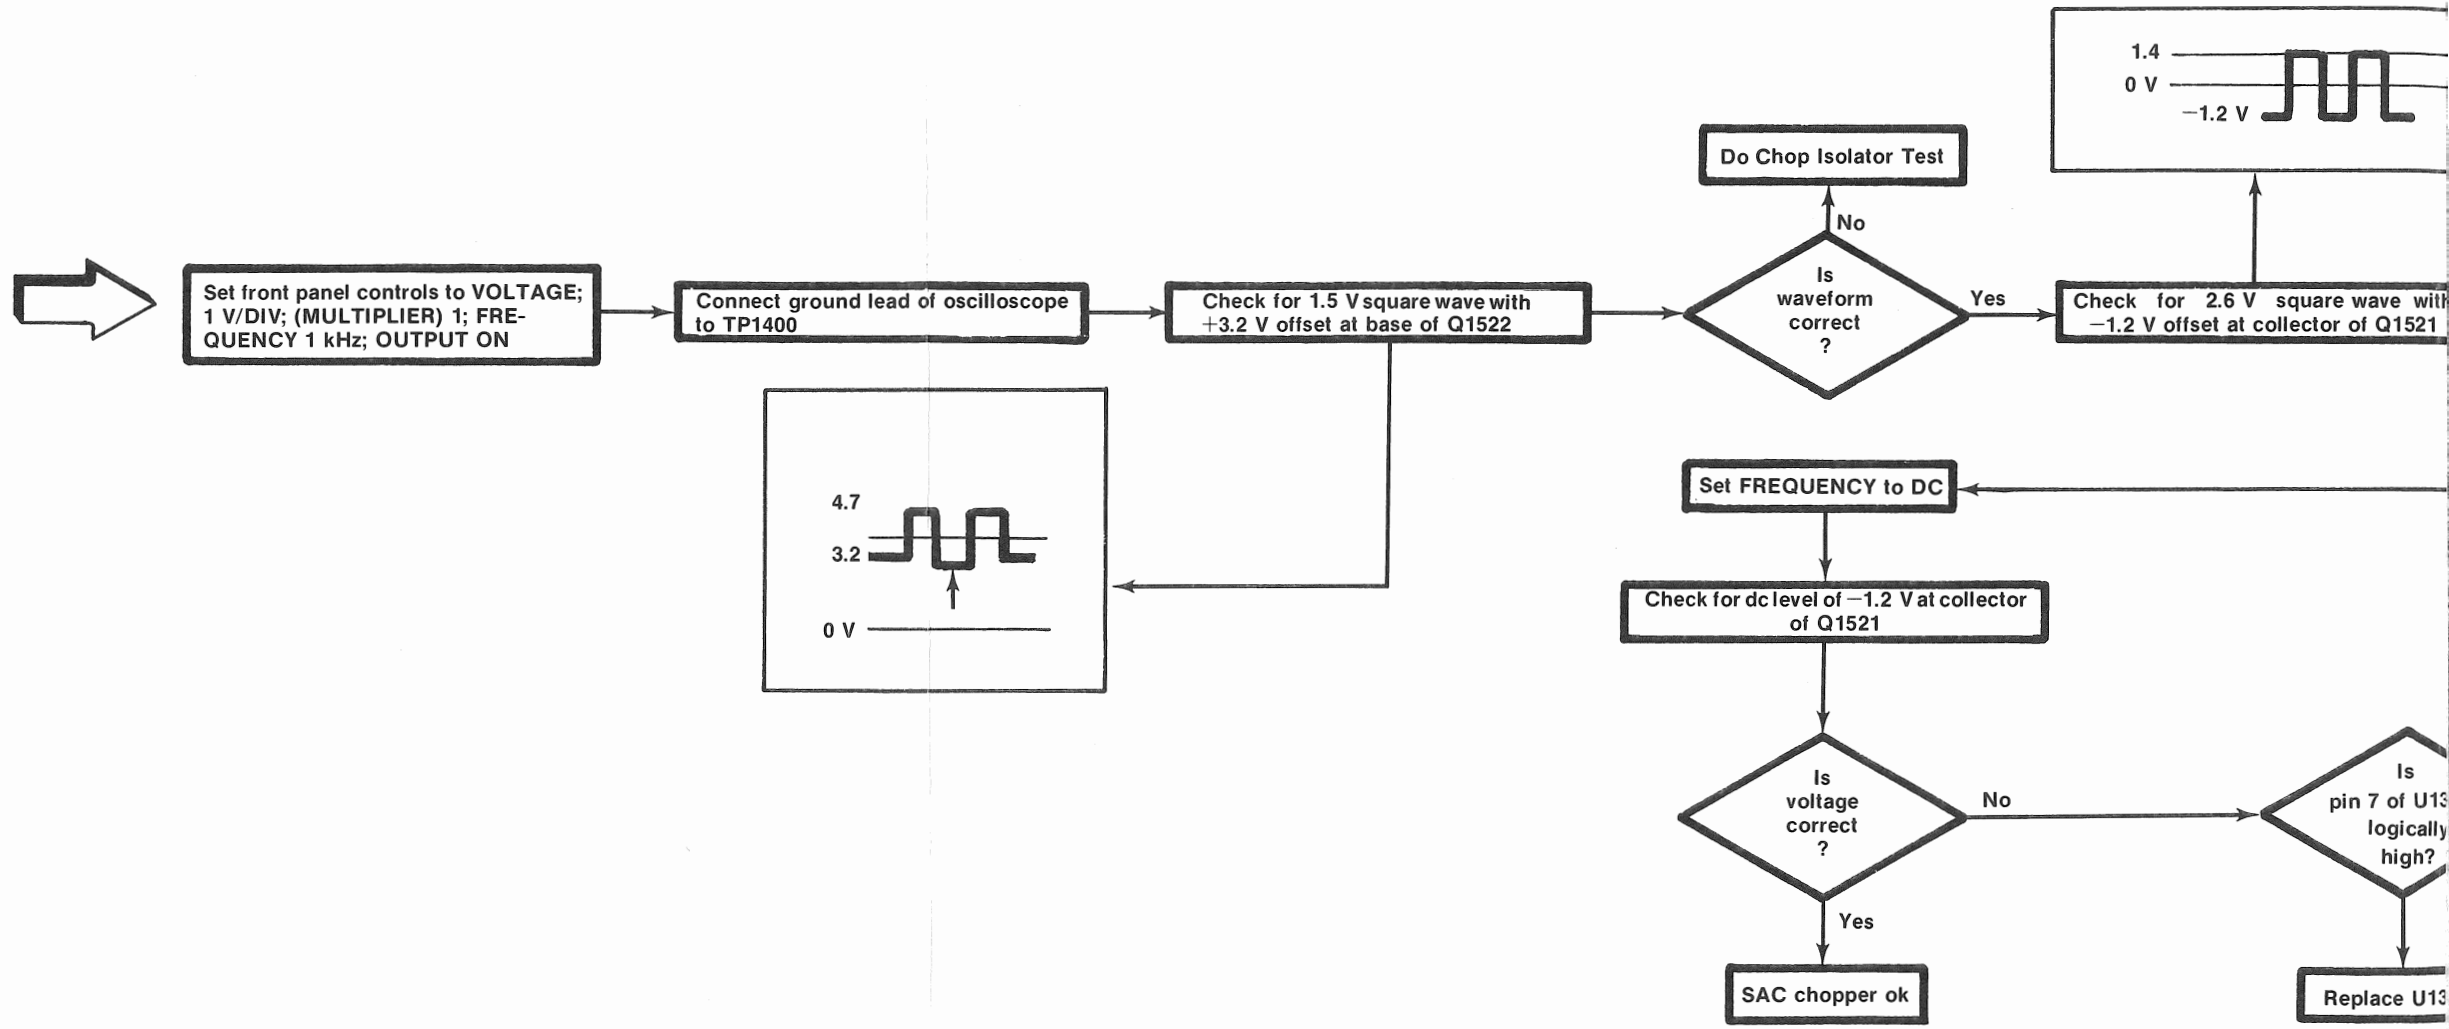 Set front panel controls to VOLTAGE;
1 V/DIV; (MULTIPLIER) 1; FRE-
QUENCY 1 kHz; OUTPUT ON
Connect ground lead of oscilloscope
to TP1400
Check for 1.5 V square wave with
+3.2 V offset at base of Q1522
4.7
3.2
0 V
Do Chop Isolator Test
No
Is
waveform
correct
?
Yes
1.4
0 V
−1.2 V
Check for 2.6 V square wave with
−1.2 V offset at collector of Q1521
Set FREQUENCY to DC
Check for dc level of −1.2 V at collector
of Q1521
Is
voltage
correct
?
No
Yes
SAC chopper ok
Is
pin 7 of U13
logically
high?
Replace U13